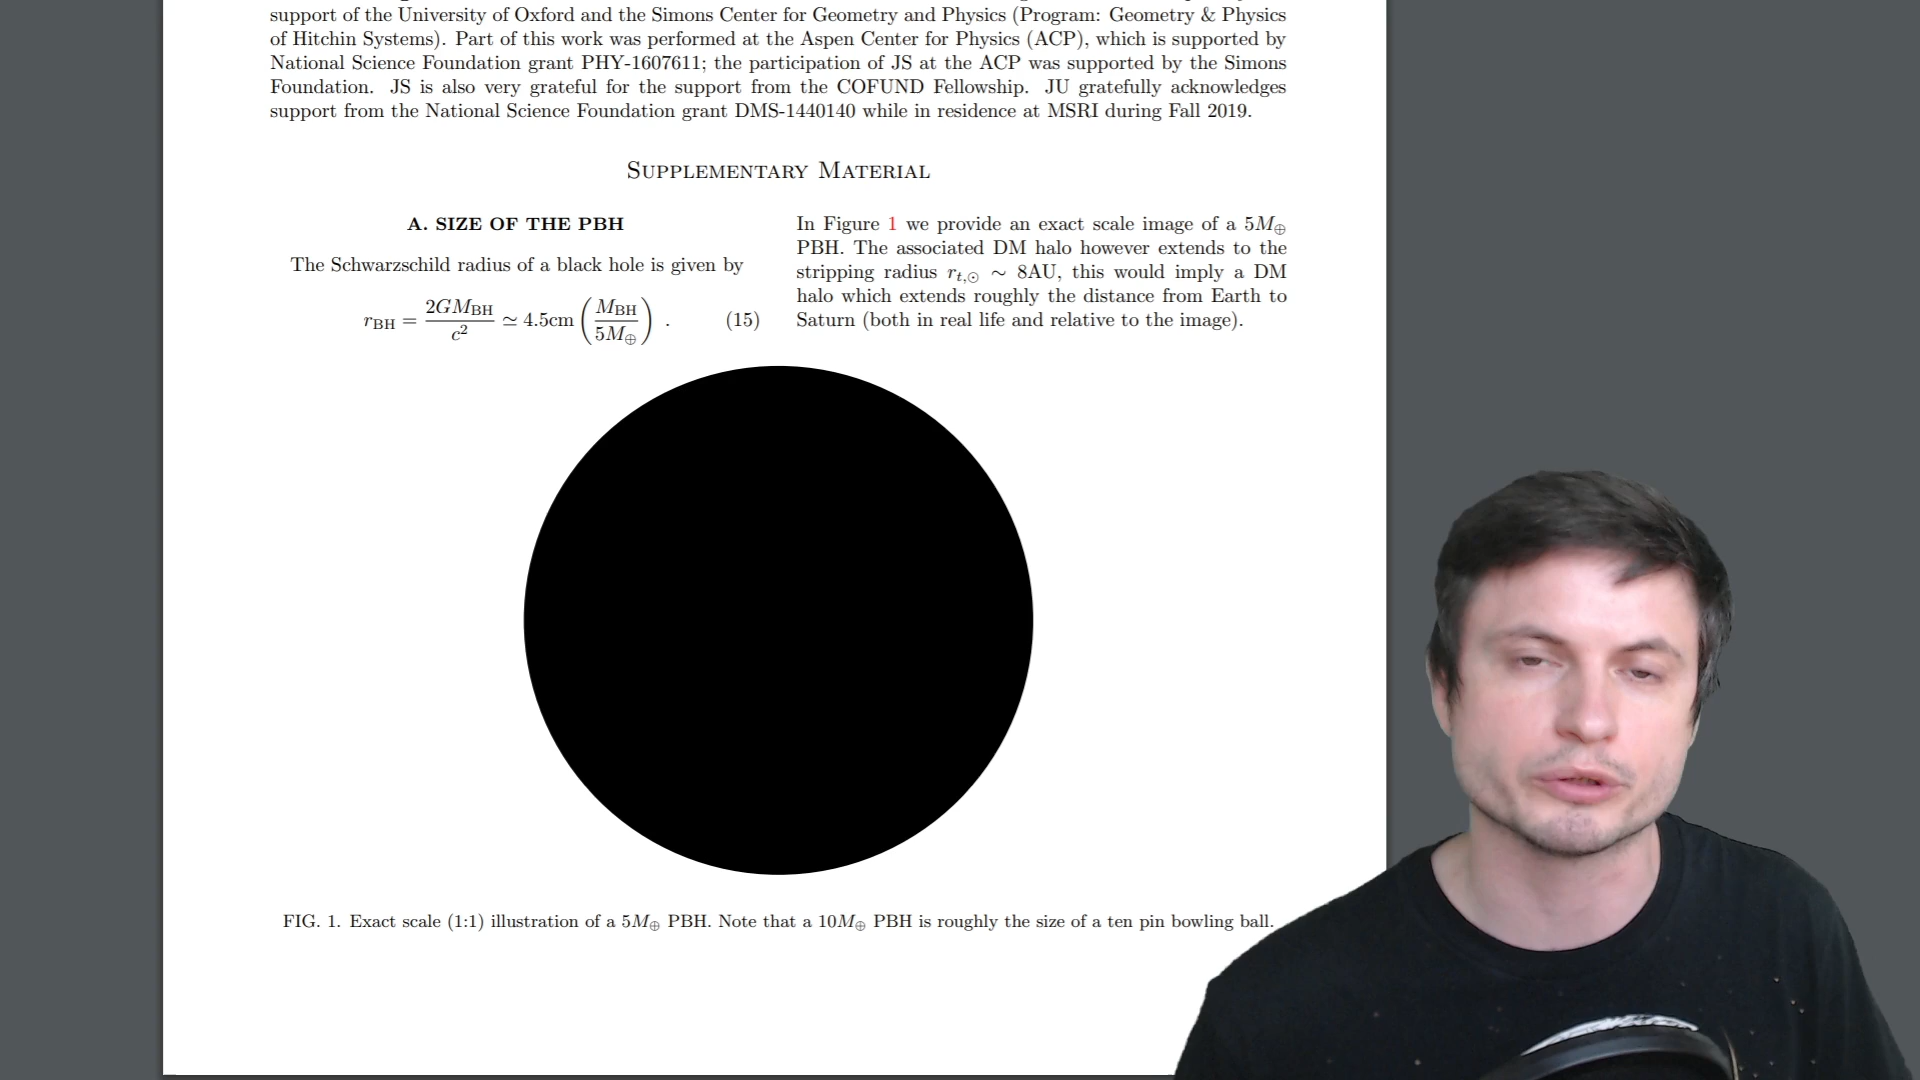 support of the University of Oxford and the Simons Center for Geometry and Physics (Program: Geometry & Physics
of Hitchin Systems). Part of this work was performed at the Aspen Center for Physics (ACP), which is supported by
National Science Foundation grant PHY-1607611; the participation of JS at the ACP was supported by the Simons
Foundation. JS is also very grateful for the support from the COFUND Fellowship. JU gratefully acknowledges
support from the National Science Foundation grant DMS-1440140 while in residence at MSRI during Fall 2019.
SUPPLEMENTARY MATERIAL
A. SIZE OF THE PBH
The Schwarzschild radius of a black hole is given by
r_BH = 2GM_BH / c² ≃ 4.5cm (M_BH / 5M⊕) . (15)
In Figure 1 we provide an exact scale image of a 5M⊕
PBH. The associated DM halo however extends to the
stripping radius r_t,⊙ ∼ 8AU, this would imply a DM
halo which extends roughly the distance from Earth to
Saturn (both in real life and relative to the image).
FIG. 1. Exact scale (1:1) illustration of a 5M⊕ PBH. Note that a 10M⊕ PBH is roughly the size of a ten pin bowling ball.